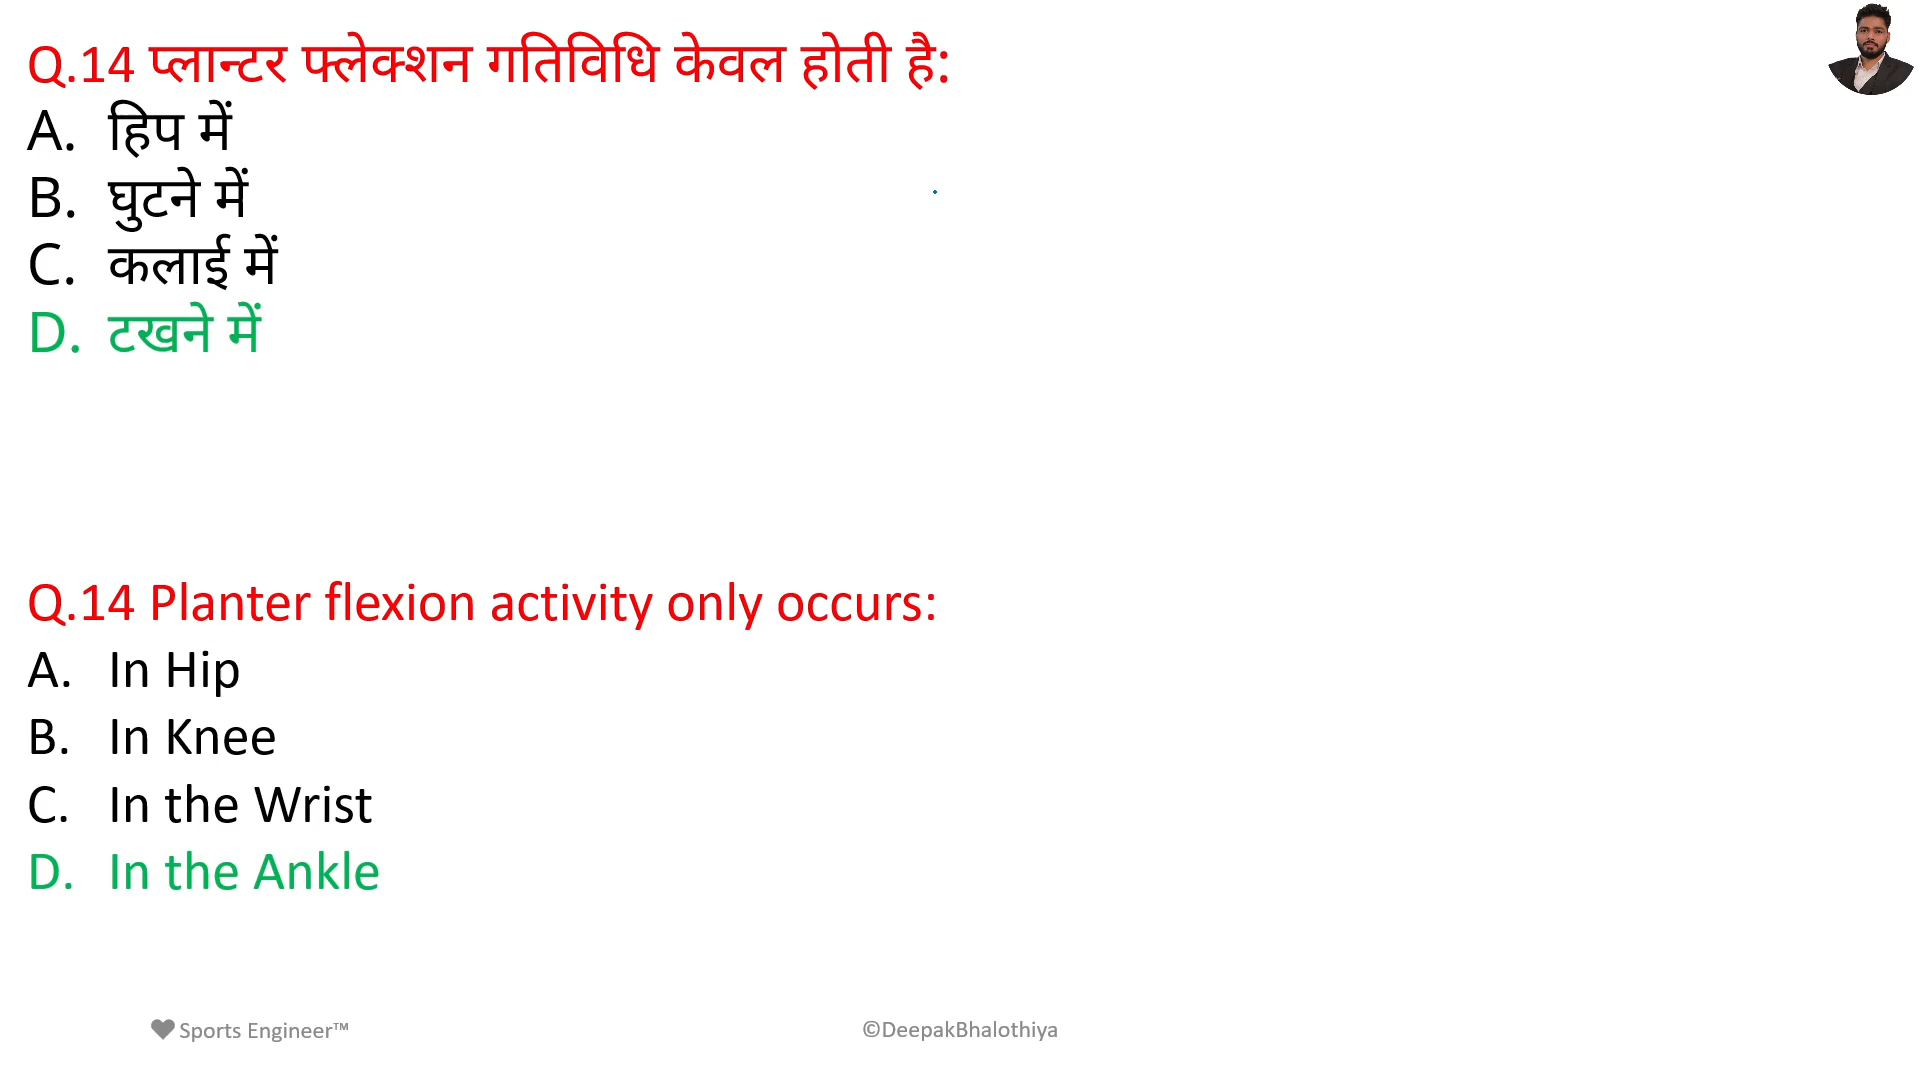 Q.14 प्लान्टर फ्लेक्शन गतिविधि केवल होती है:
A. हिप में
B. घुटने में
C. कलाई में
D. टखने में
Q.14 Planter flexion activity only occurs:
A. In Hip
B. In Knee
C. In the Wrist
D. In the Ankle
Sports Engineer™
©DeepakBhalothiya